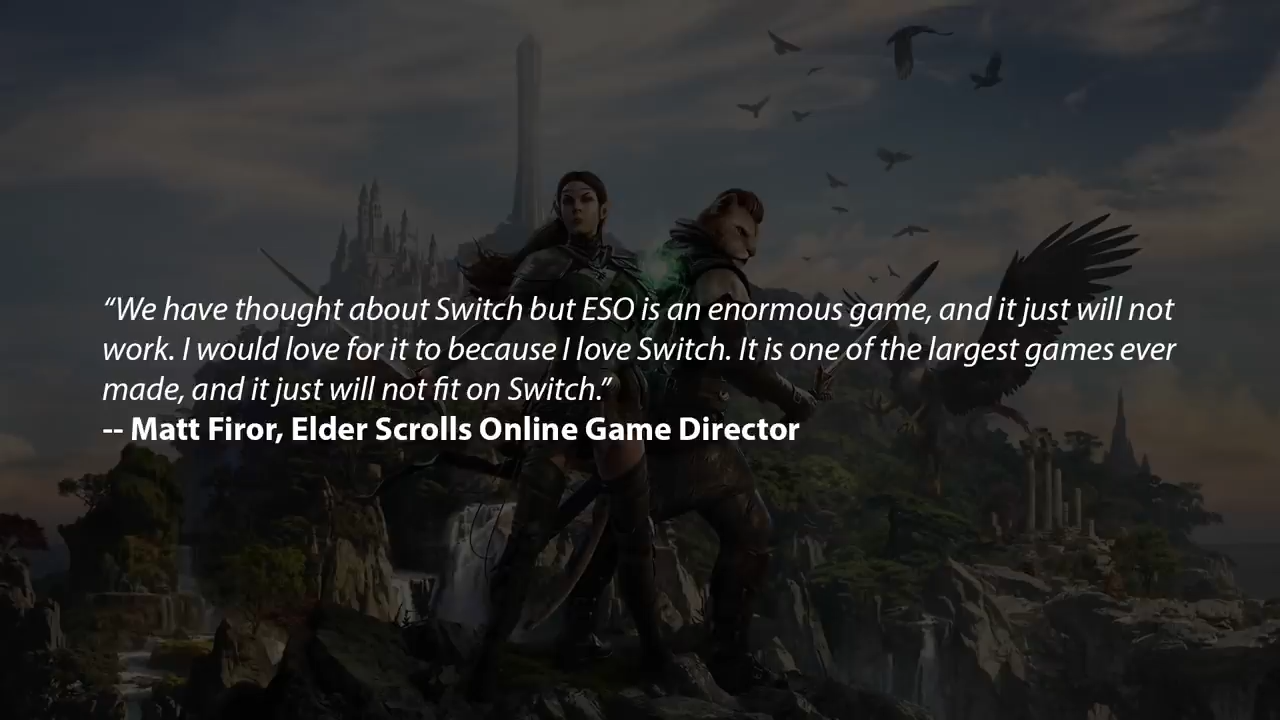 “We have thought about Switch but ESO is an enormous game, and it just will not
work. I would love for it to because I love Switch. It is one of the largest games ever
made, and it just will not fit on Switch.”
-- Matt Firor, Elder Scrolls Online Game Director